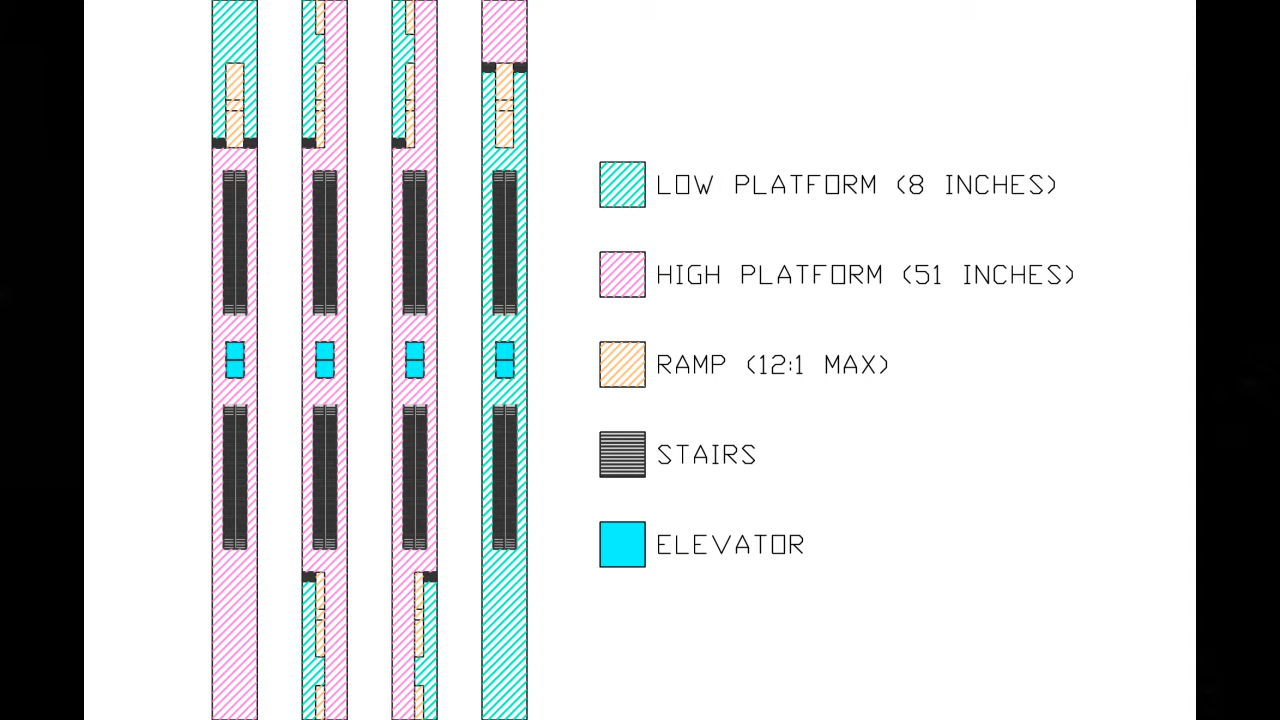 LOW PLATFORM (8 INCHES)
HIGH PLATFORM (51 INCHES)
RAMP (12:1 MAX)
STAIRS
ELEVATOR